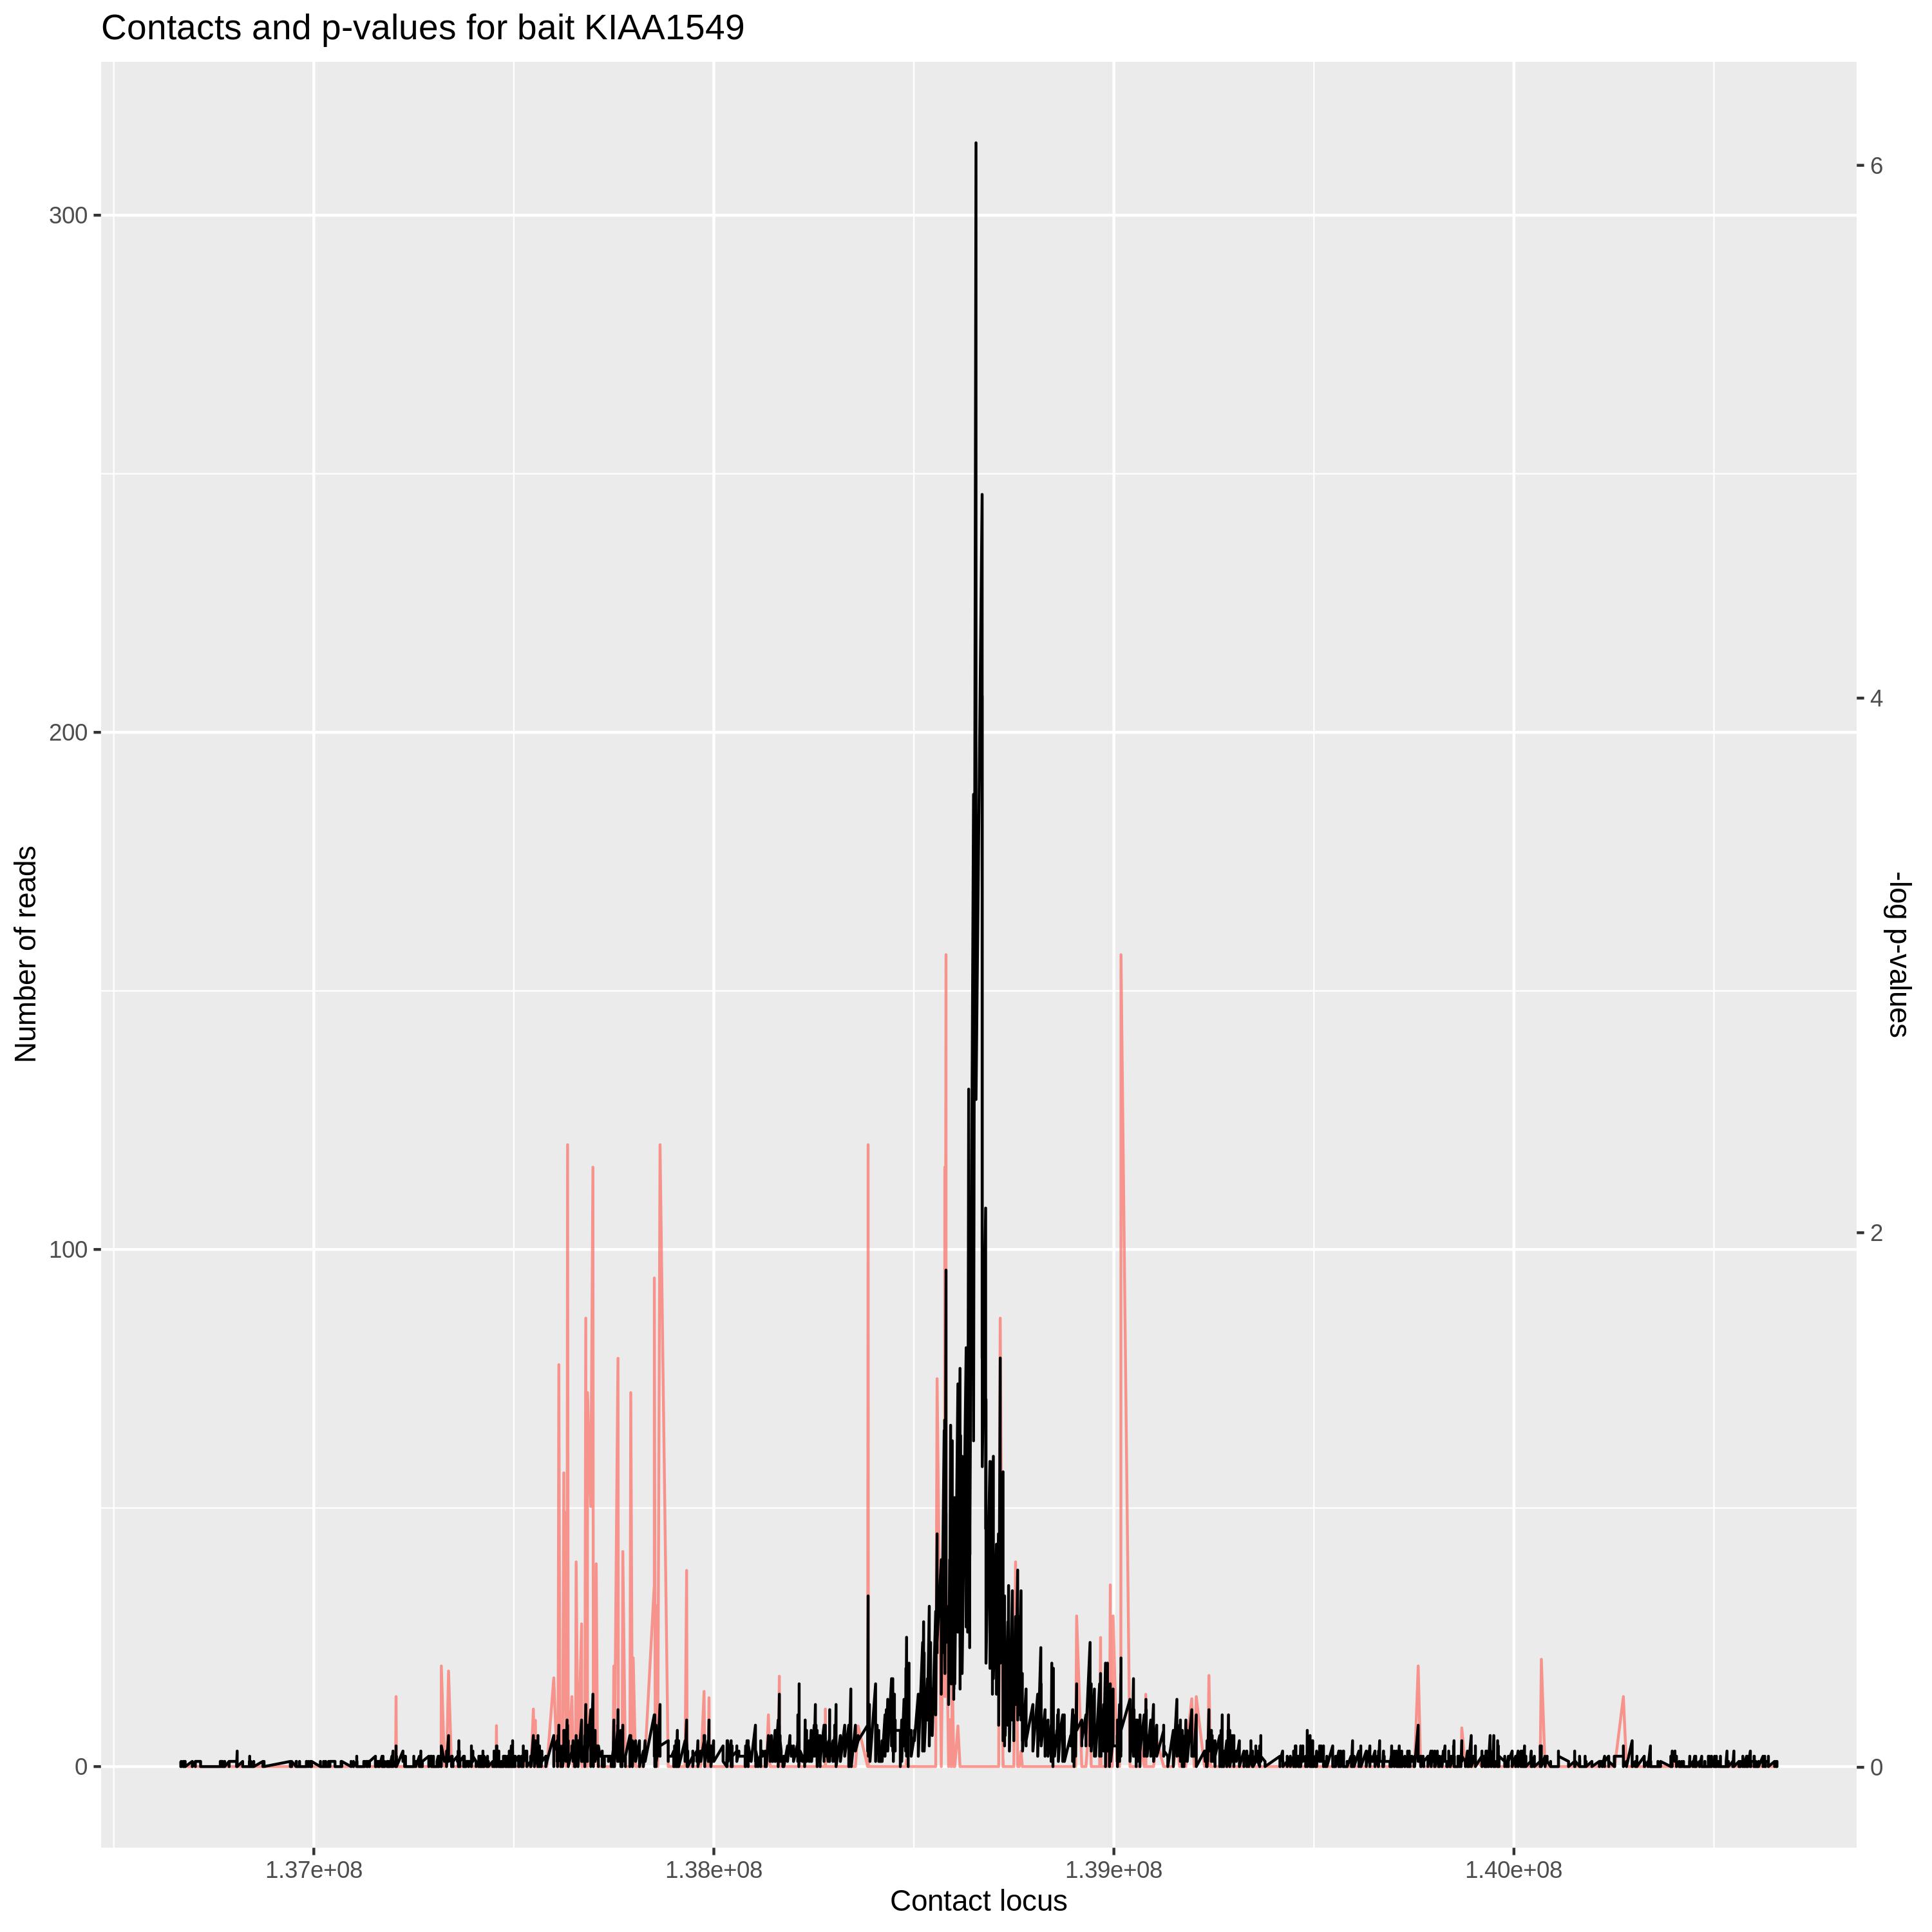 Contacts and p-values for bait KIAA1549
300
200
100
0
Number of reads
6
4
2
0
-log p-values
1.37e+08
1.38e+08
1.39e+08
1.40e+08
Contact locus